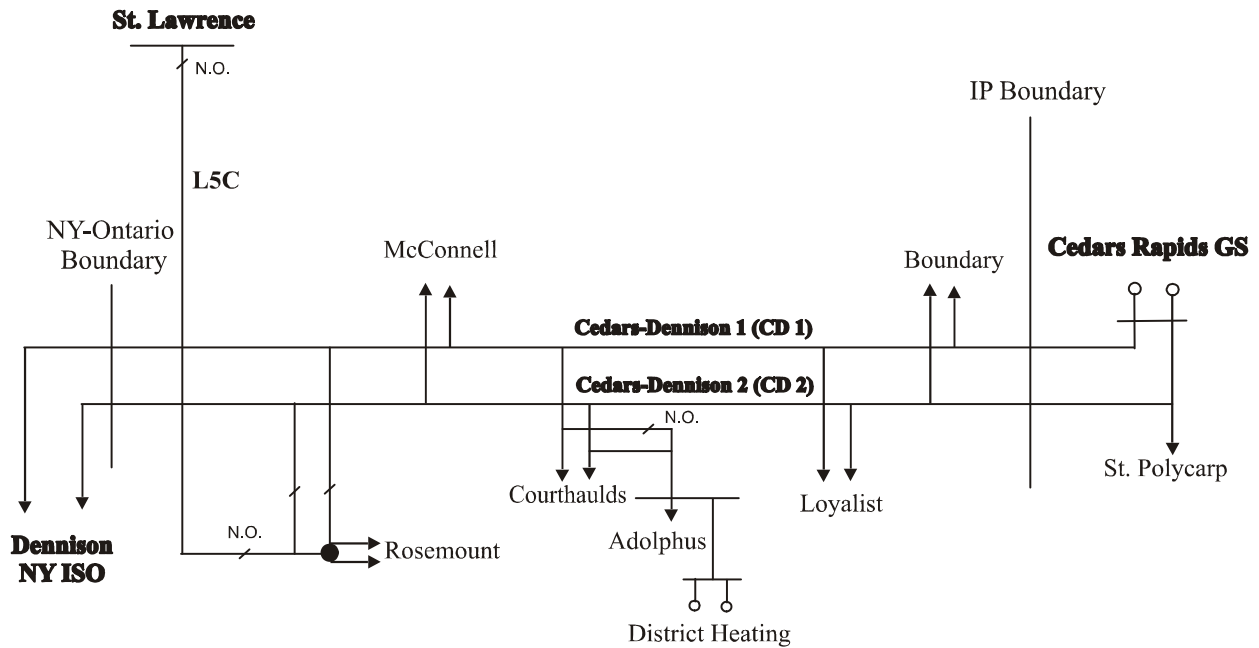 St. Lawrence
N.O.
IP Boundary
L5C
NY-Ontario
Boundary
McConnell
Boundary
Cedars Rapids GS
Cedars-Dennison 1 (CD 1)
Cedars-Dennison 2 (CD 2)
N.O.
St. Polycarp
Courthaulds
Loyalist
N.O.
Adolphus
Rosemount
Dennison
NY ISO
District Heating